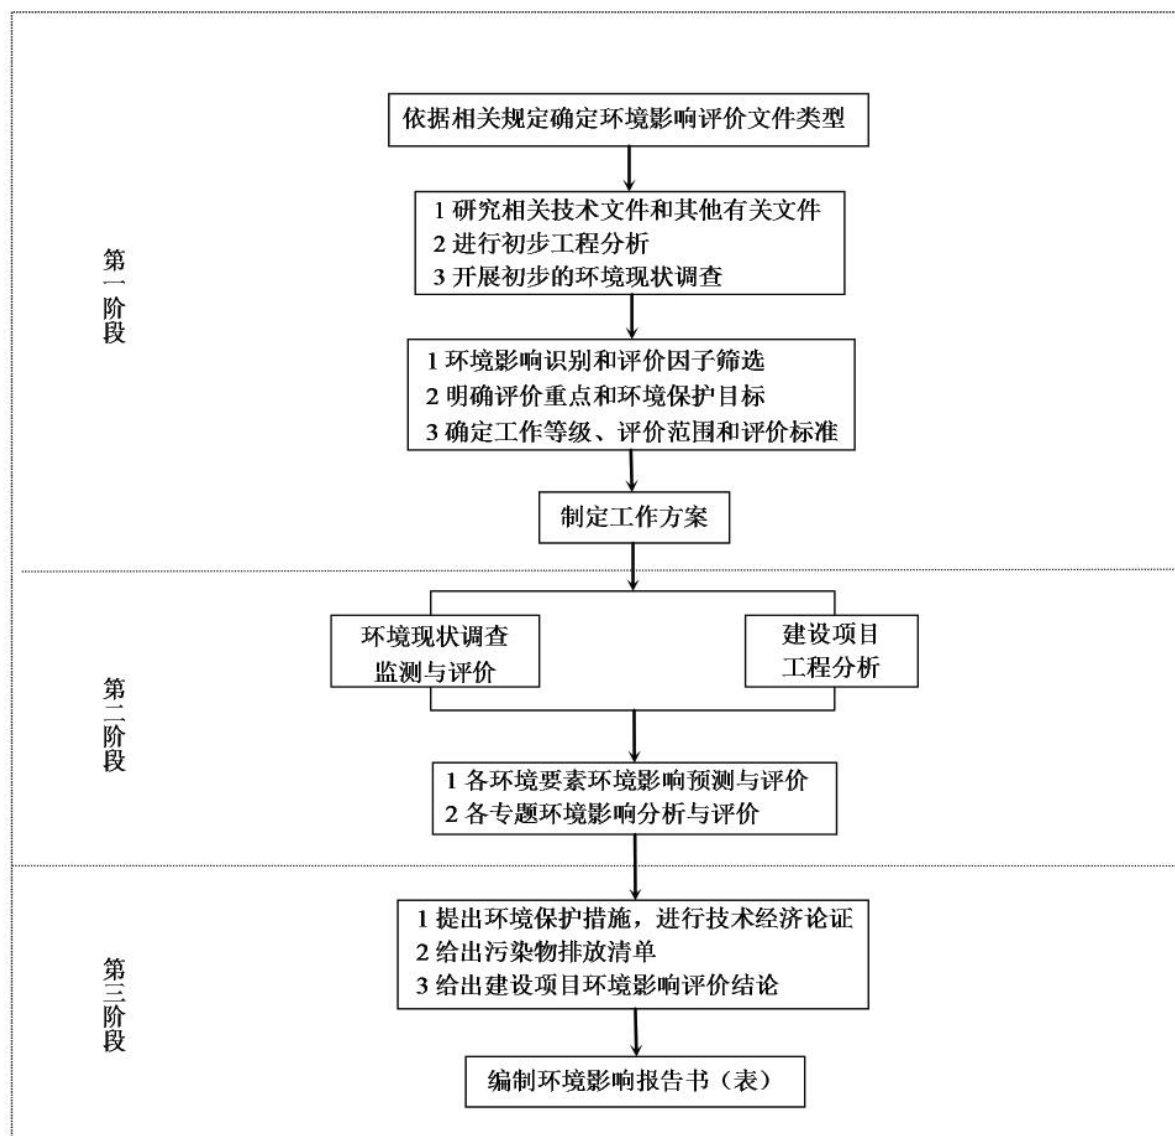 依据相关规定确定环境影响评价文件类型
1 研究相关技术文件和其他有关文件
2 进行初步工程分析
3 开展初步的环境现状调查
第一阶段
1 环境影响识别和评价因子筛选
2 明确评价重点和环境保护目标
3 确定工作等级、评价范围和评价标准
制定工作方案
环境现状调查
监测与评价
建设项目
工程分析
第二阶段
1 各环境要素环境影响预测与评价
2 各专题环境影响分析与评价
1 提出环境保护措施，进行技术经济论证
2 给出污染物排放清单
3 给出建设项目环境影响评价结论
第三阶段
编制环境影响报告书（表）